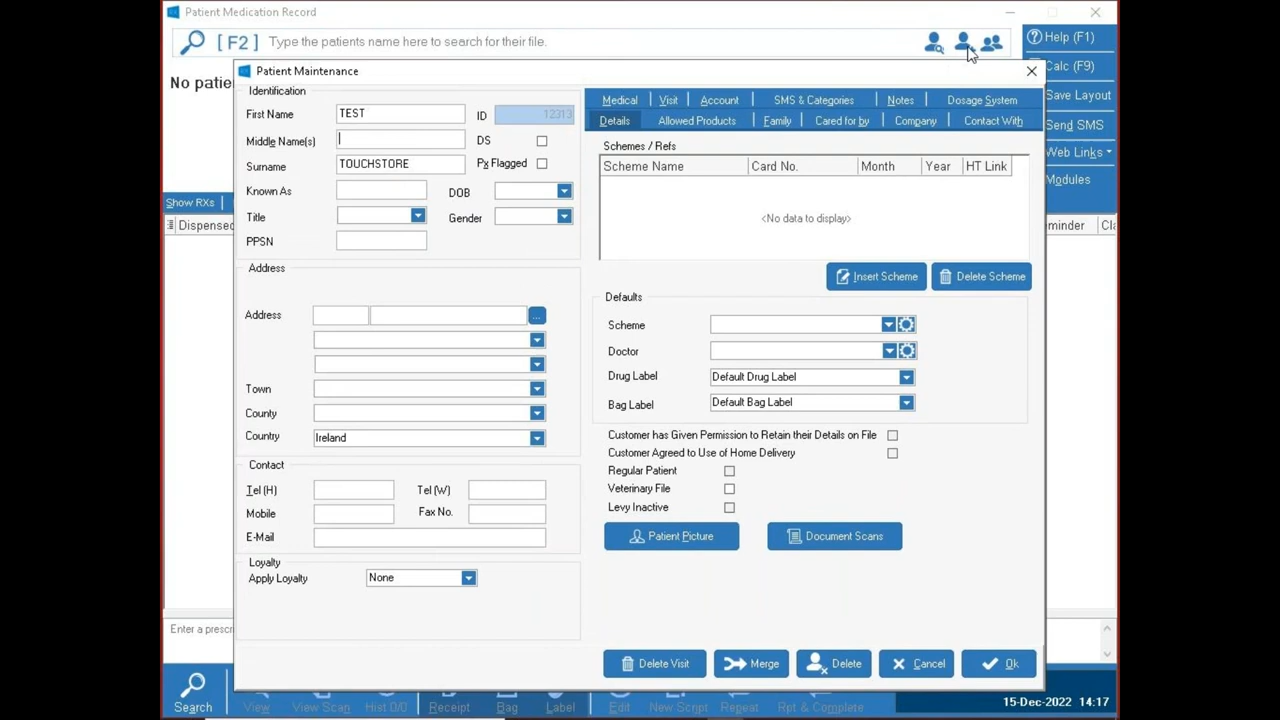 Patient Medication Record
[ F2 ] Type the patients name here to search for their file.
Help (F1)
Calc (F9)
Save Layout
Send SMS
Web Links
Modules
No patie
Show RXs
Dispensed
minder
Cla
Patient Maintenance
Identification
First Name TEST ID 12313
Middle Name(s) DS
Surname TOUCHSTORE Px Flagged
Known As DOB
Title Gender
PPSN
Address
Address ...
Town
County
Country Ireland
Contact
Tel (H) Tel (W)
Mobile Fax No.
E-Mail
Loyalty
Apply Loyalty None
Medical Visit Account SMS & Categories Notes Dosage System
Details Allowed Products Family Cared for by Company Contact With
Schemes / Refs
Scheme Name Card No. Month Year HT Link
<No data to display>
Insert Scheme Delete Scheme
Defaults
Scheme
Doctor
Drug Label Default Drug Label
Bag Label Default Bag Label
Customer has Given Permission to Retain their Details on File
Customer Agreed to Use of Home Delivery
Regular Patient
Veterinary File
Levy Inactive
Patient Picture Document Scans
Delete Visit Merge Delete Cancel Ok
Enter a prescr
Search View View Scan Hist 0/0 Receipt Bag Label Edit New Script Repeat Rpt & Complete
15-Dec-2022 14:17